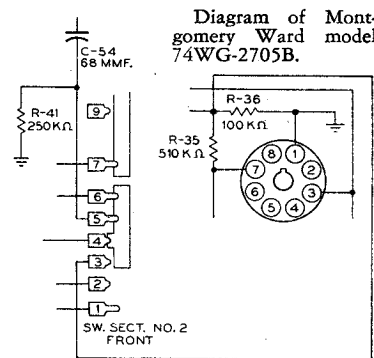 Diagram of Mont-
gomery Ward model
74WG-2705B.
C-54
68 MMF.
R-41
250KΩ
9
7
6
5
4
3
2
1
SW. SECT. NO. 2
FRONT
R-36
100KΩ
R-35
510KΩ
8
1
7
2
6
3
5
4